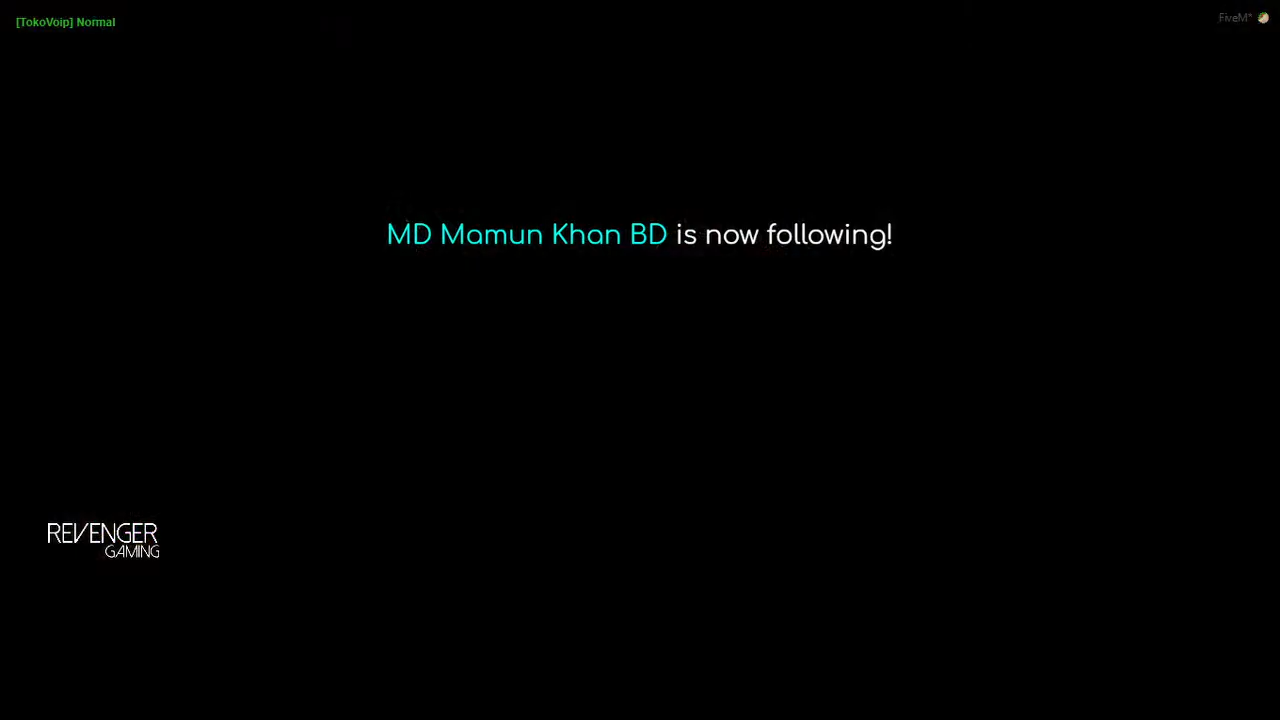 [TokoVoip] Normal
FiveM*
MD Mamun Khan BD is now following!
REVENGER
GAMING